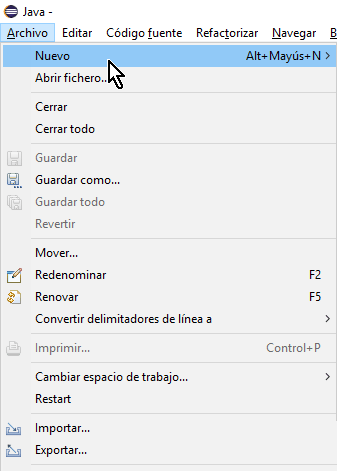 Java -
Archivo Editar Código fuente Refactorizar Navegar B
Nuevo Alt+Mayús+N >
Abrir fichero...
Cerrar
Cerrar todo
Guardar
Guardar como...
Guardar todo
Revertir
Mover...
Redenominar F2
Renovar F5
Convertir delimitadores de línea a >
Imprimir... Control+P
Cambiar espacio de trabajo... >
Restart
Importar...
Exportar...